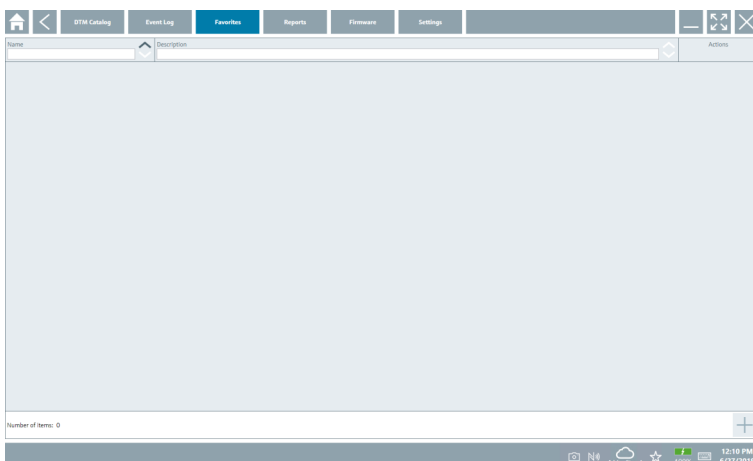 DTM Catalog Event Log Favorites Reports Firmware Settings
Name Description Actions
Number of items: 0
12:10 PM